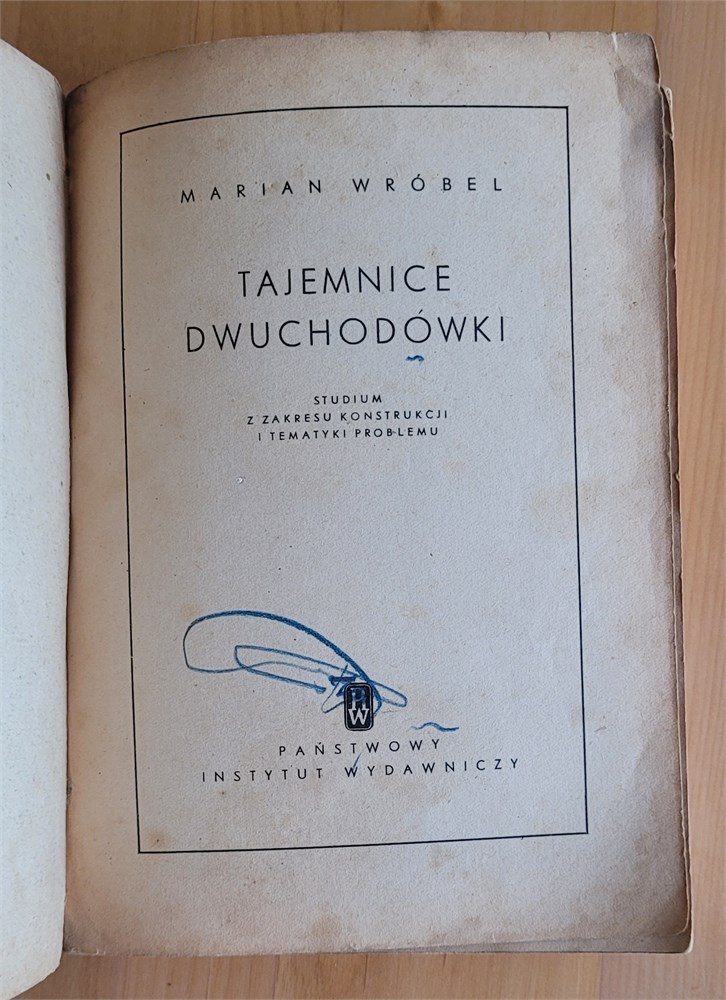 MARIAN WRÓBEL
TAJEMNICE
DWUCHODÓWKI
STUDIUM
Z ZAKRESU KONSTRUKCJI
I TEMATYKI PROBLEMU
PIW
PAŃSTWOWY
INSTYTUT WYDAWNICZY